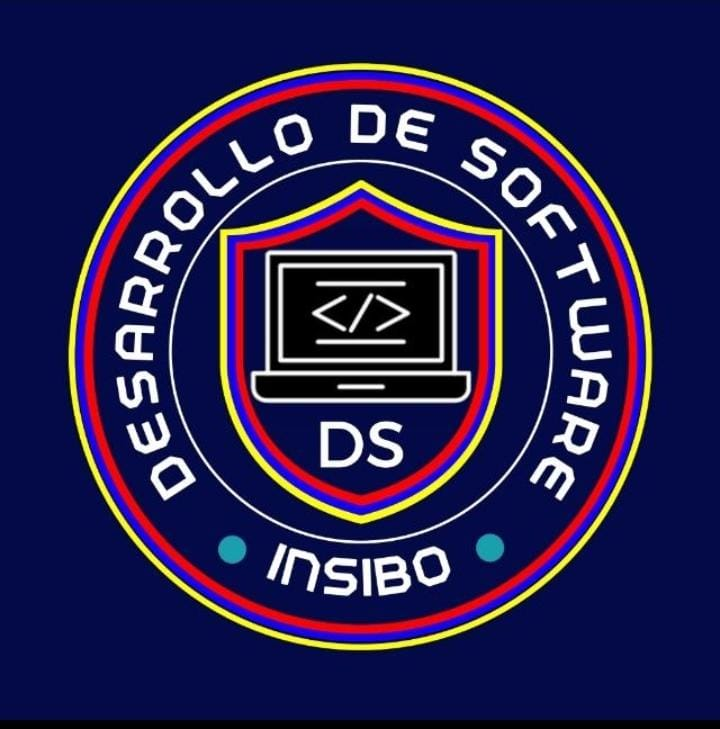 DESARROLLO DE SOFTWARE
</>
DS
INSIBO